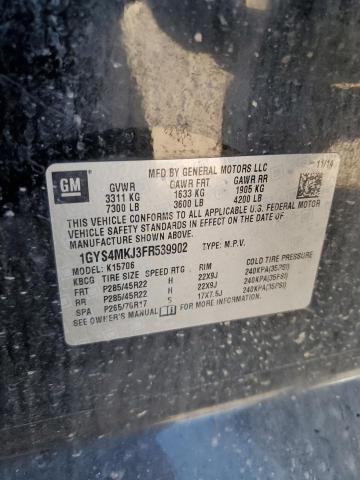 GM
MFD BY GENERAL MOTORS LLC 11/14
GVWR GAWR FRT GAWR RR
3311 KG 1633 KG 1905 KG
7300 LB 3600 LB 4200 LB
THIS VEHICLE CONFORMS TO ALL APPLICABLE U.S. FEDERAL MOTOR
VEHICLE SAFETY STANDARDS IN EFFECT ON THE DATE OF
MANUFACTURE SHOWN ABOVE.
1GYS4MKJ3FR539902 TYPE: M.P.V.
MODEL: K15706
KBCG TIRE SIZE SPEED RTG RIM COLD TIRE PRESSURE
FRT P285/45R22 H 22X9J 240KPA(35PSI)
RR P285/45R22 H 22X9J 240KPA(35PSI)
SPA P265/70R17 S 17X7.5J 240KPA(35PSI)
SEE OWNER'S MANUAL FOR MORE INFORMATION.